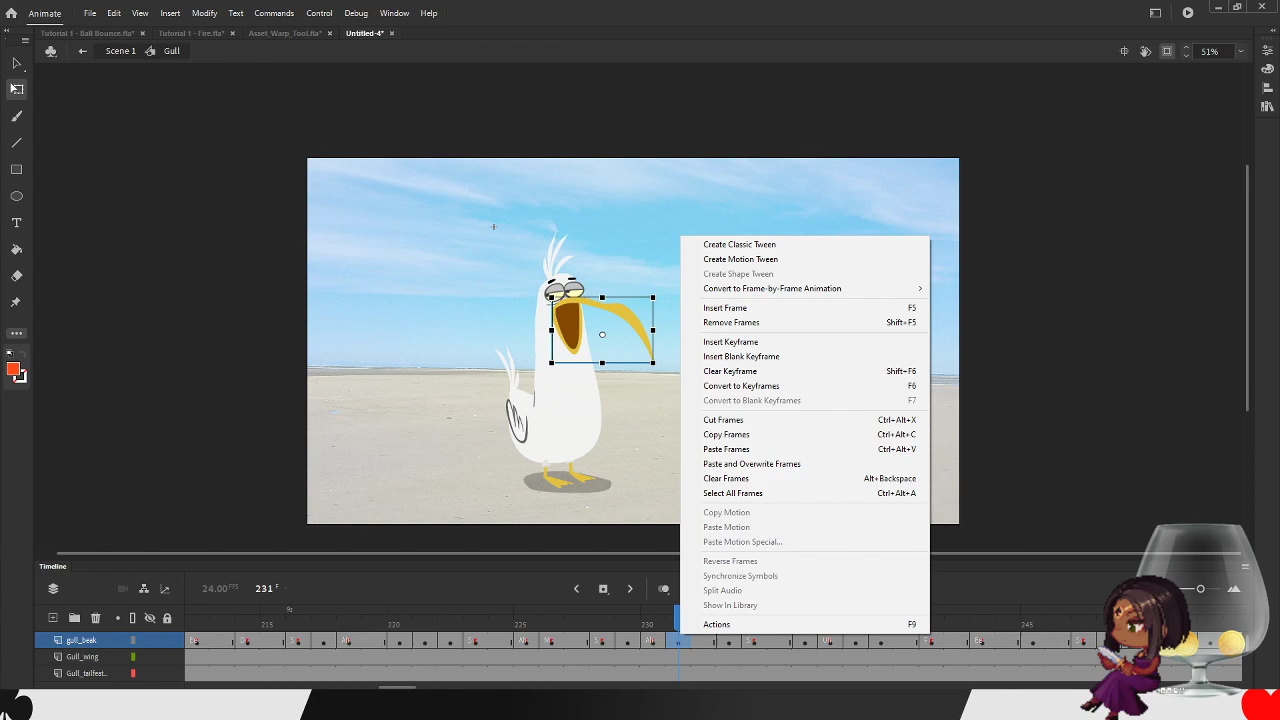 Animate File Edit View Insert Modify Text Commands Control Debug Window Help
Tutorial 1 - Ball Bounce.fla* Tutorial 1 - Fire.fla* Asset_Warp_Tool.fla* Untitled-4*
Scene 1 Gull 51%
Create Classic Tween
Create Motion Tween
Create Shape Tween
Convert to Frame-by-Frame Animation
Insert Frame F5
Remove Frames Shift+F5
Insert Keyframe
Insert Blank Keyframe
Clear Keyframe Shift+F6
Convert to Keyframes F6
Convert to Blank Keyframes F7
Cut Frames Ctrl+Alt+X
Copy Frames Ctrl+Alt+C
Paste Frames Ctrl+Alt+V
Paste and Overwrite Frames
Clear Frames Alt+Backspace
Select All Frames Ctrl+Alt+A
Copy Motion
Paste Motion
Paste Motion Special...
Reverse Frames
Synchronize Symbols
Split Audio
Show In Library
Actions F9
Timeline
24.00 FPS 231 F
9s
215 220 225 230 245
gull_beak
Gull_wing
Gull_tailfest..